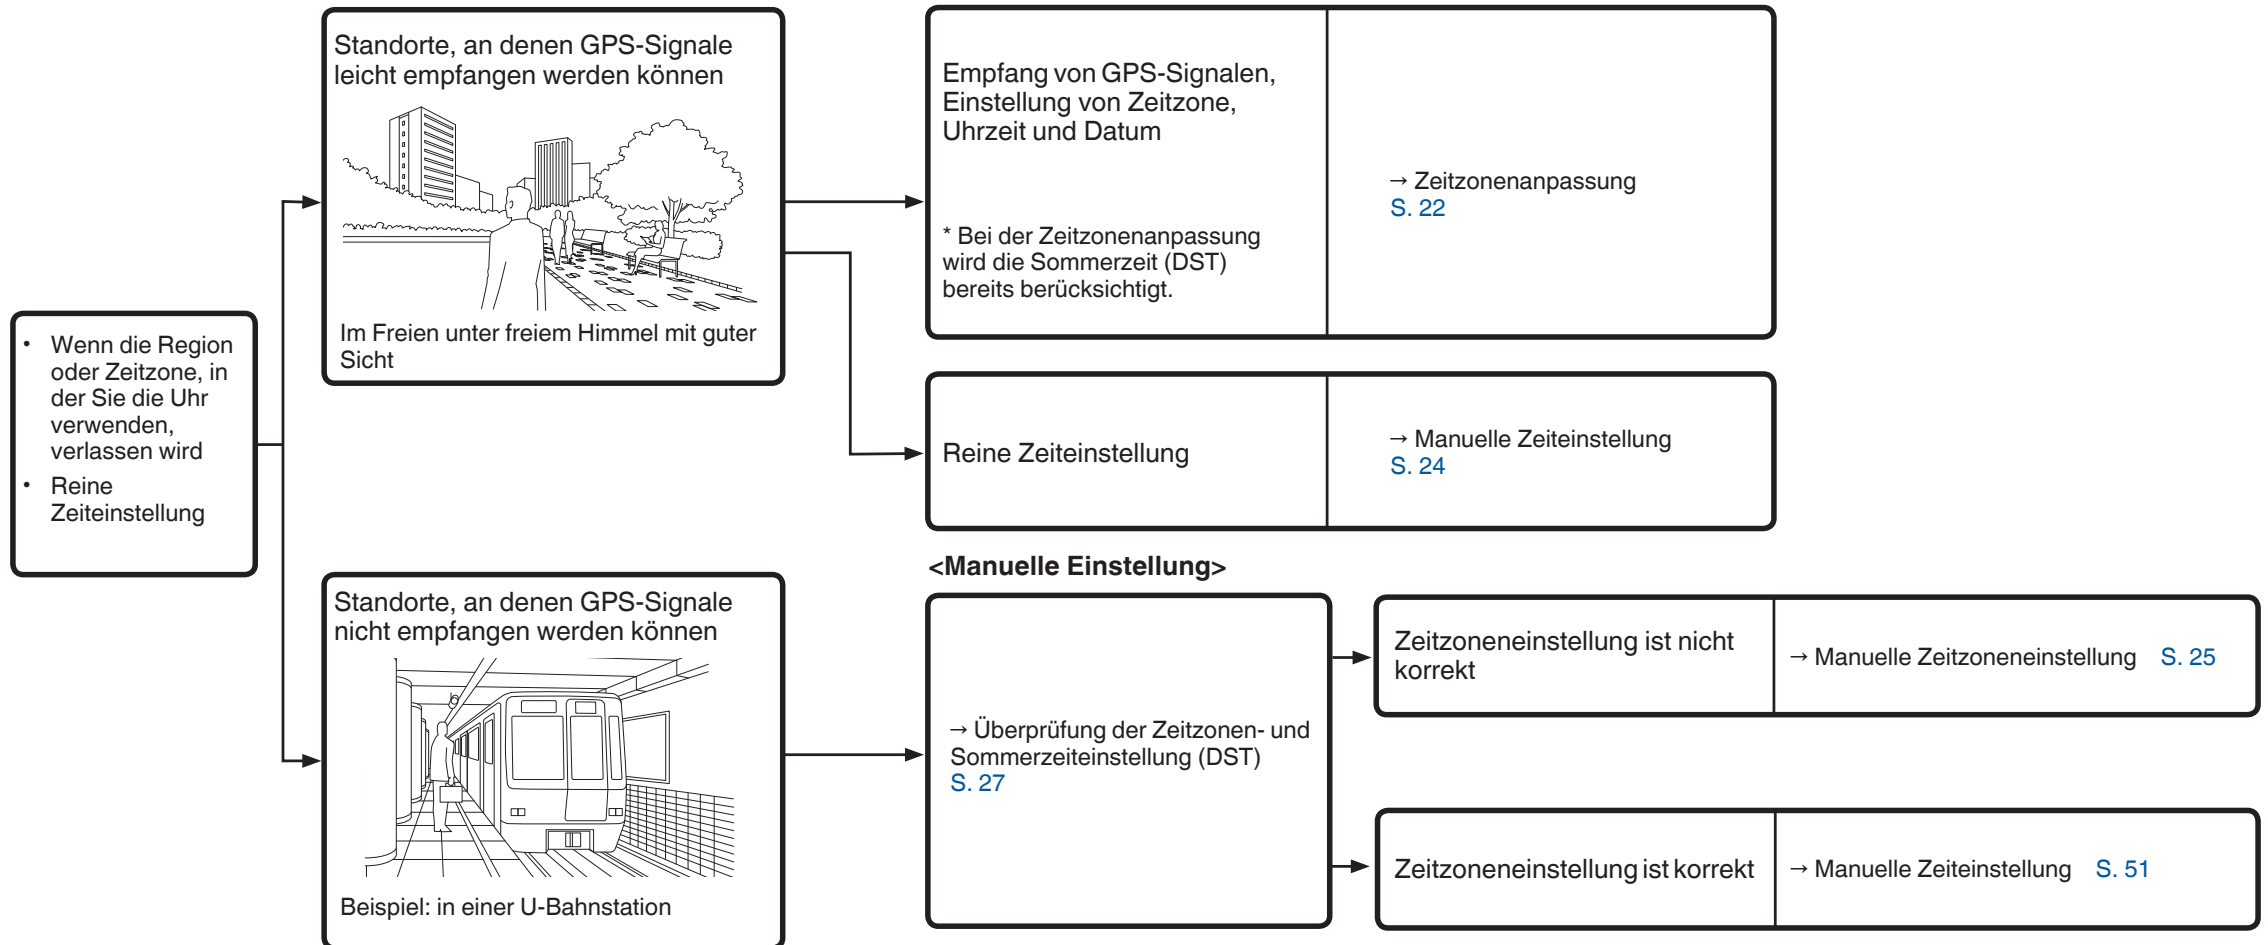 • Wenn die Region
oder Zeitzone, in
der Sie die Uhr
verwenden,
verlassen wird
• Reine
Zeiteinstellung
Standorte, an denen GPS-Signale
leicht empfangen werden können
Im Freien unter freiem Himmel mit guter
Sicht
Empfang von GPS-Signalen,
Einstellung von Zeitzone,
Uhrzeit und Datum
* Bei der Zeitzonenanpassung
wird die Sommerzeit (DST)
bereits berücksichtigt.
→ Zeitzonenanpassung
S. 22
Reine Zeiteinstellung
→ Manuelle Zeiteinstellung
S. 24
Standorte, an denen GPS-Signale
nicht empfangen werden können
Beispiel: in einer U-Bahnstation
<Manuelle Einstellung>
→ Überprüfung der Zeitzonen- und
Sommerzeiteinstellung (DST)
S. 27
Zeitzoneneinstellung ist nicht
korrekt
→ Manuelle Zeitzoneneinstellung S. 25
Zeitzoneneinstellung ist korrekt
→ Manuelle Zeiteinstellung S. 51